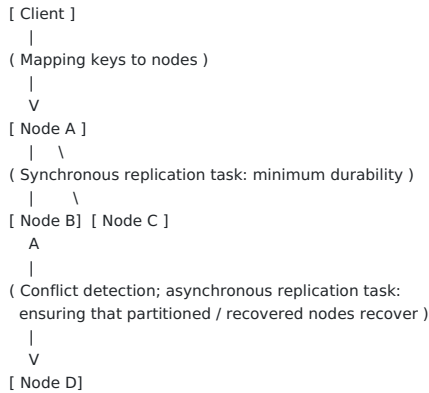 [ Client ]
|
( Mapping keys to nodes )
|
V
[ Node A ]
| \
( Synchronous replication task: minimum durability )
| \
[ Node B] [ Node C ]
A
|
( Conflict detection; asynchronous replication task:
ensuring that partitioned / recovered nodes recover )
|
V
[ Node D]